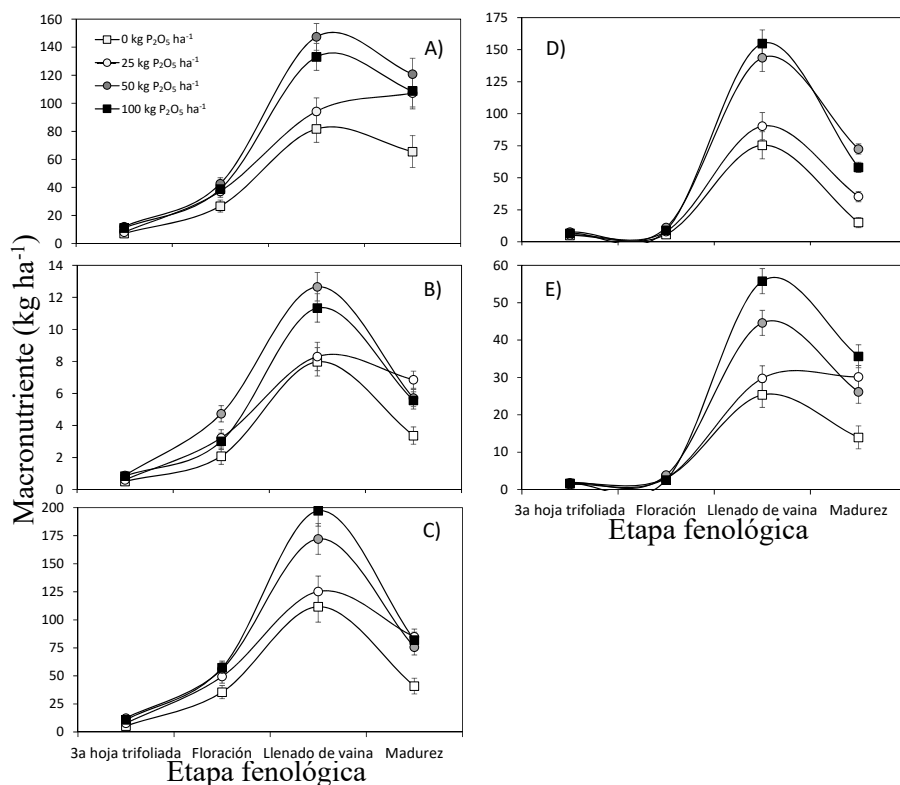 Macronutriente (kg ha⁻¹)
160
140
120
100
80
60
40
20
0
0 kg P₂O₅ ha⁻¹
25 kg P₂O₅ ha⁻¹
50 kg P₂O₅ ha⁻¹
100 kg P₂O₅ ha⁻¹
A)
14
12
10
8
6
4
2
0
B)
200
175
150
125
100
75
50
25
0
C)
3a hoja trifoliada Floración Llenado de vaina Madurez
Etapa fenológica
175
150
125
100
75
50
25
0
D)
60
50
40
30
20
10
0
E)
3a hoja trifoliada Floración Llenado de vaina Madurez
Etapa fenológica